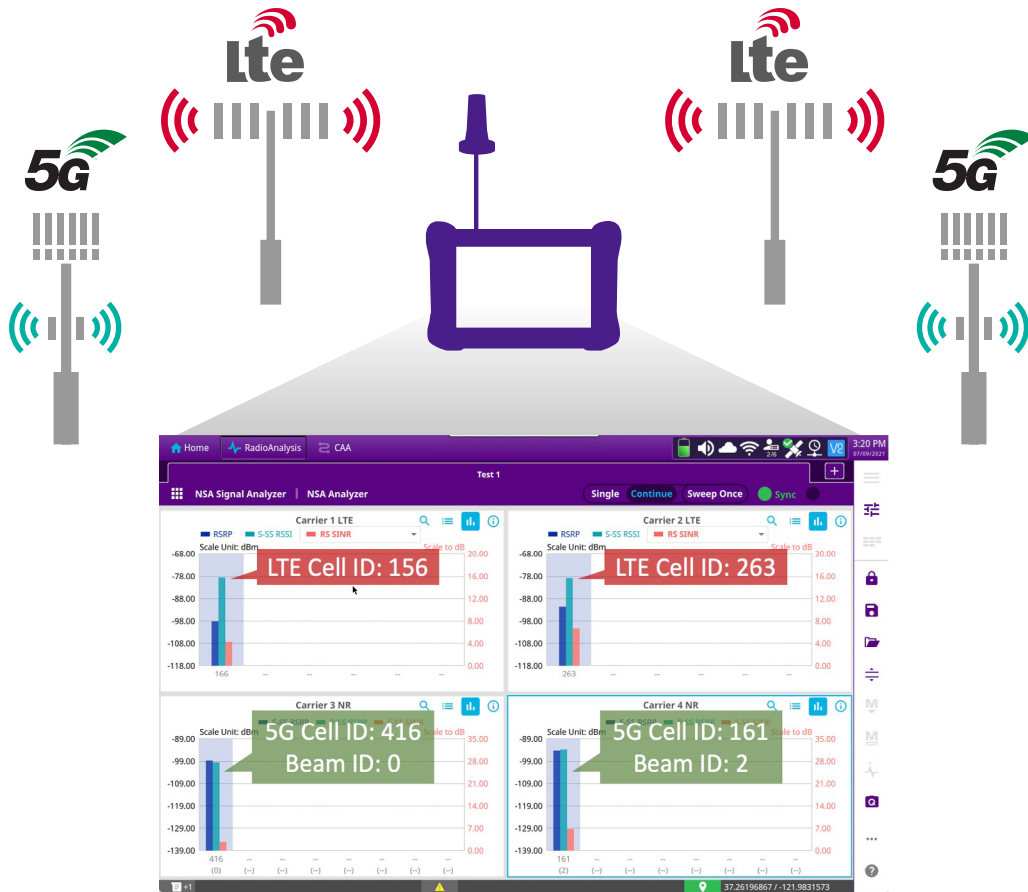 Lte
Lte
5G
5G
Home
RadioAnalysis
CAA
2/6
V2
3:20 PM
07/09/2021
Test 1
+
NSA Signal Analyzer | NSA Analyzer
Single Continue Sweep Once Sync
Carrier 1 LTE
RSRP S-SS RSSI RS SINR
Scale Unit: dBm
Scale to dB
LTE Cell ID: 156
-68.00 20.00
-78.00 16.00
-88.00 12.00
-98.00 8.00
-108.00 4.00
-118.00 0.00
166 -- -- -- -- --
Carrier 2 LTE
RSRP S-SS RSSI RS SINR
Scale Unit: dBm
Scale to dB
LTE Cell ID: 263
-68.00 20.00
-78.00 16.00
-88.00 12.00
-98.00 8.00
-108.00 4.00
-118.00 0.00
263 -- -- -- -- --
Carrier 3 NR
Scale Unit: dBm
Scale to dB
5G Cell ID: 416
Beam ID: 0
-89.00 35.00
-99.00 28.00
-109.00 21.00
-119.00 14.00
-129.00 7.00
-139.00 0.00
416 -- -- -- -- --
(0) (--) (--) (--) (--) (--)
Carrier 4 NR
Scale Unit: dBm
Scale to dB
5G Cell ID: 161
Beam ID: 2
-89.00 35.00
-99.00 28.00
-109.00 21.00
-119.00 14.00
-129.00 7.00
-139.00 0.00
161 -- -- -- -- -- --
(2) (--) (--) (--) (--) (--) (--)
M
M
+1
37.26196867 / -121.9831573